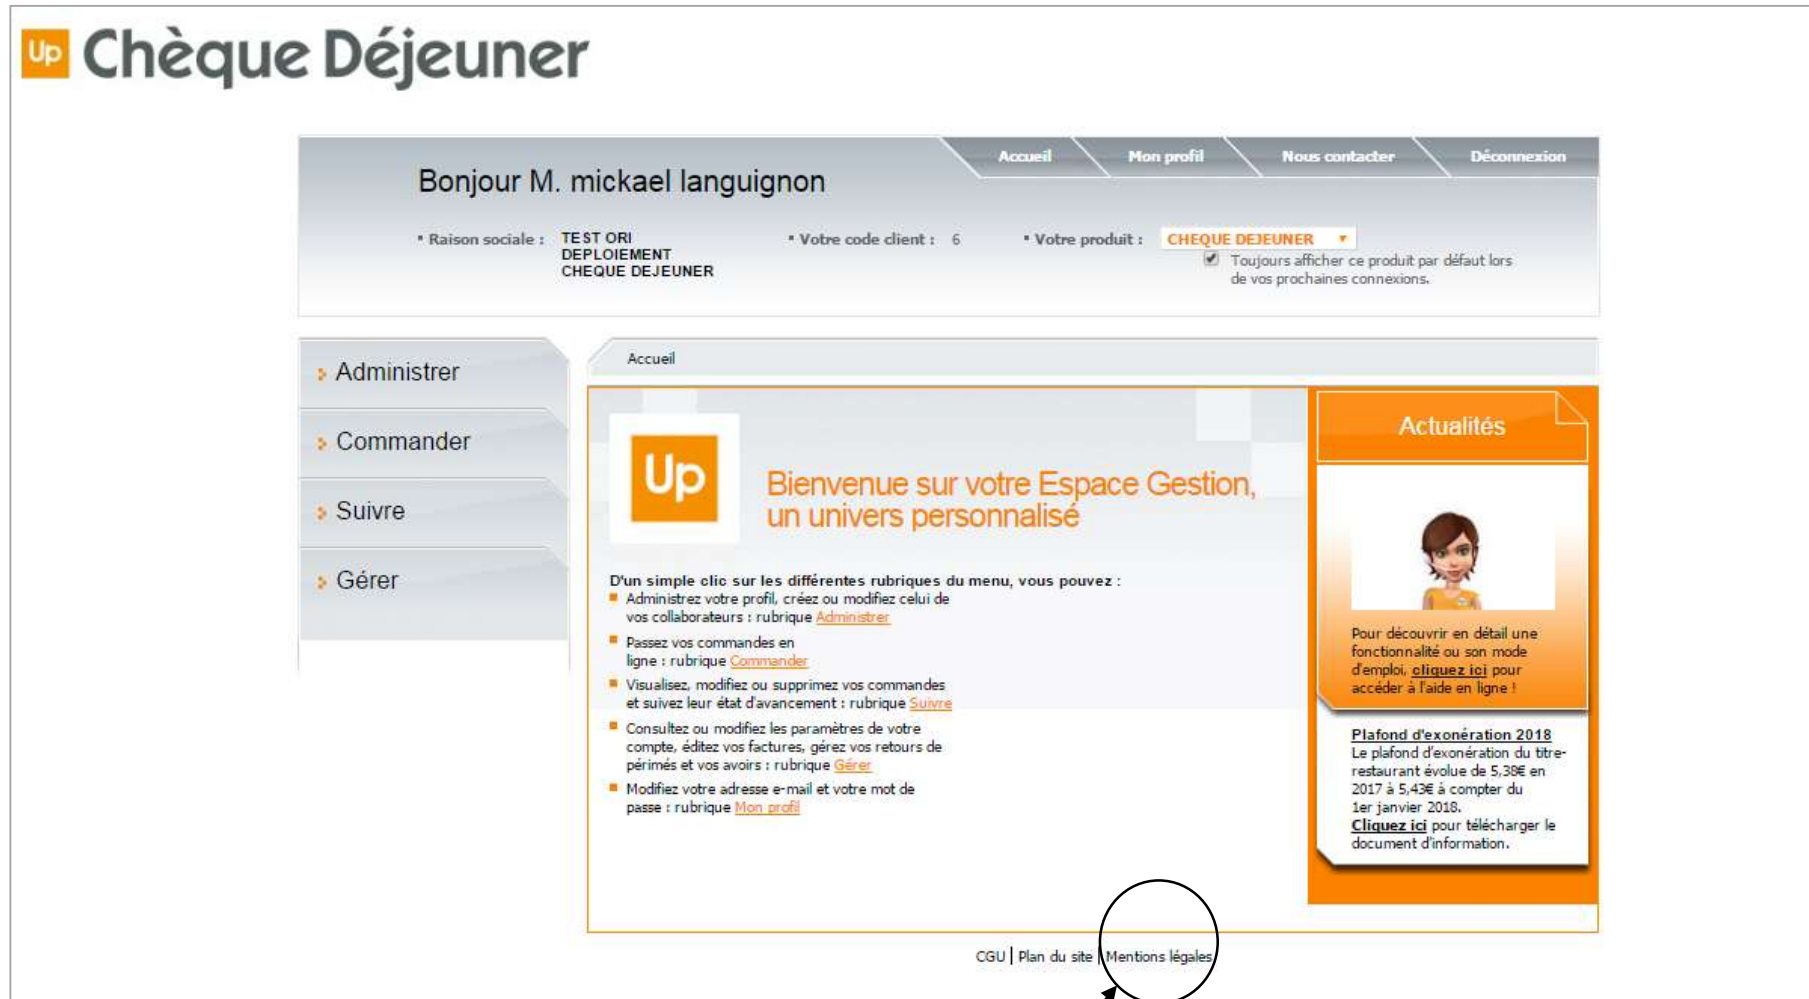 Up Chèque Déjeuner
Accueil Mon profil Nous contacter Déconnexion
Bonjour M. mickael languignon
Raison sociale : TEST ORI
DEPLOIEMENT
CHEQUE DEJEUNER
Votre code client : 6
Votre produit : CHEQUE DEJEUNER
Toujours afficher ce produit par défaut lors
de vos prochaines connexions.
Administrer
Commander
Suivre
Gérer
Accueil
Up
Bienvenue sur votre Espace Gestion,
un univers personnalisé
D'un simple clic sur les différentes rubriques du menu, vous pouvez :
Administrez votre profil, créez ou modifiez celui de
vos collaborateurs : rubrique Administrer
Passez vos commandes en
ligne : rubrique Commander
Visualisez, modifiez ou supprimez vos commandes
et suivez leur état d'avancement : rubrique Suivre
Consultez ou modifiez les paramètres de votre
compte, éditez vos factures, gérez vos retours de
périmés et vos avoirs : rubrique Gérer
Modifiez votre adresse e-mail et votre mot de
passe : rubrique Mon profil
Actualités
Pour découvrir en détail une
fonctionnalité ou son mode
d'emploi, cliquez ici pour
accéder à l'aide en ligne !
Plafond d'exonération 2018
Le plafond d'exonération du titre-
restaurant évolue de 5,38€ en
2017 à 5,43€ à compter du
1er janvier 2018.
Cliquez ici pour télécharger le
document d'information.
CGU | Plan du site | Mentions légales